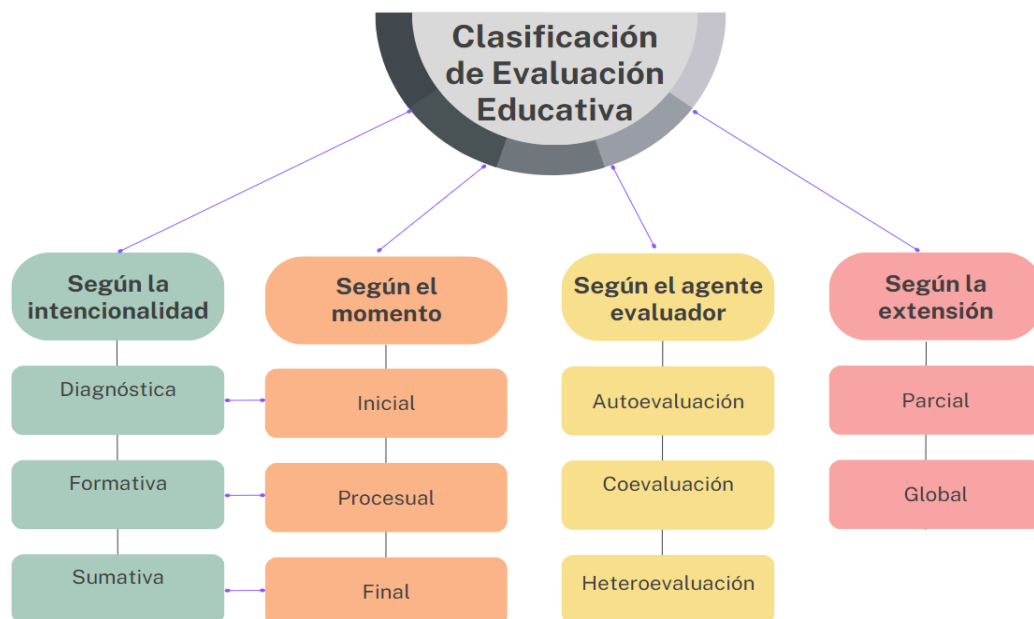 Clasificación
de Evaluación
Educativa
Según la
intencionalidad
Diagnóstica
Formativa
Sumativa
Según el
momento
Inicial
Procesual
Final
Según el agente
evaluador
Autoevaluación
Coevaluación
Heteroevaluación
Según la
extensión
Parcial
Global